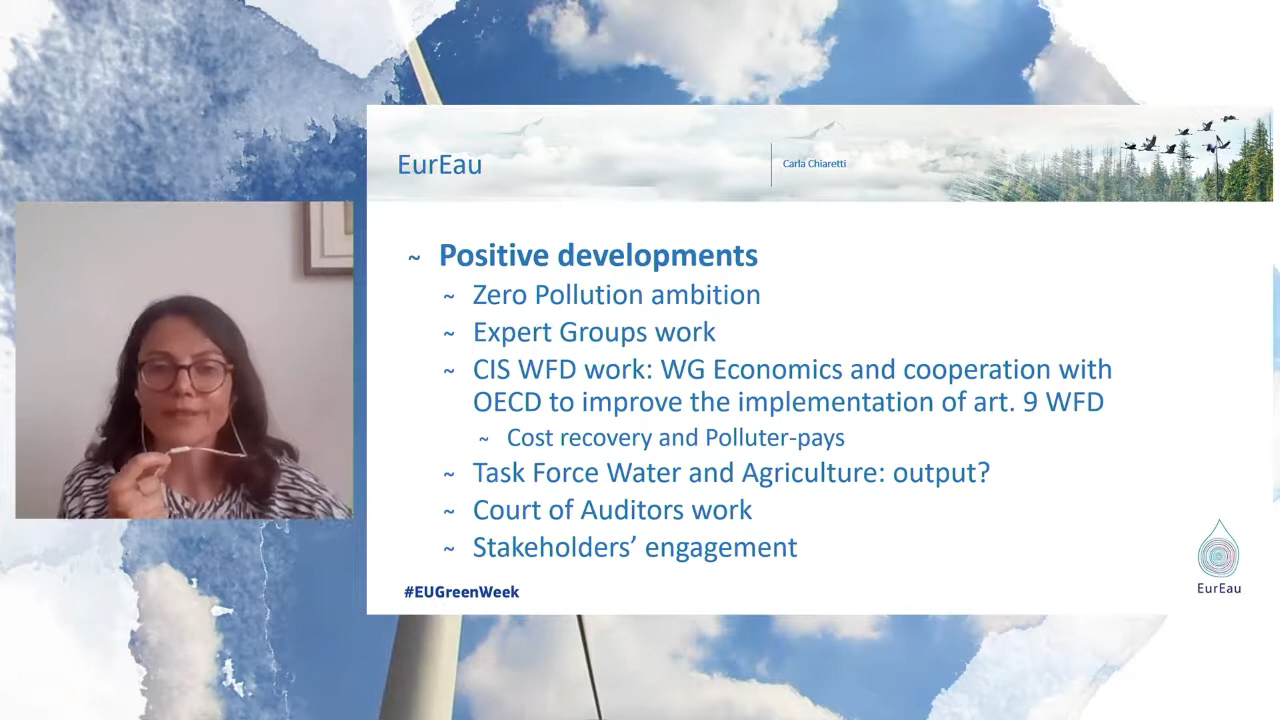 EurEau
Carla Chiaretti
~ Positive developments
~ Zero Pollution ambition
~ Expert Groups work
~ CIS WFD work: WG Economics and cooperation with
OECD to improve the implementation of art. 9 WFD
~ Cost recovery and Polluter-pays
~ Task Force Water and Agriculture: output?
~ Court of Auditors work
~ Stakeholders’ engagement
#EUGreenWeek
EurEau